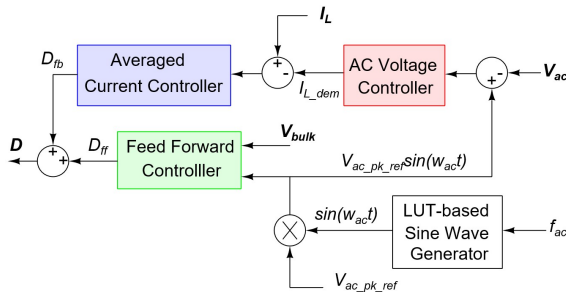 I_L
D_fb
Averaged
Current Controller
+
-
I_L_dem
AC Voltage
Controller
+
-
V_ac
D
+
+
D_ff
Feed Forward
Controlller
V_bulk
V_ac_pk_ref sin(w_ac t)
sin(w_ac t)
LUT-based
Sine Wave
Generator
f_ac
V_ac_pk_ref